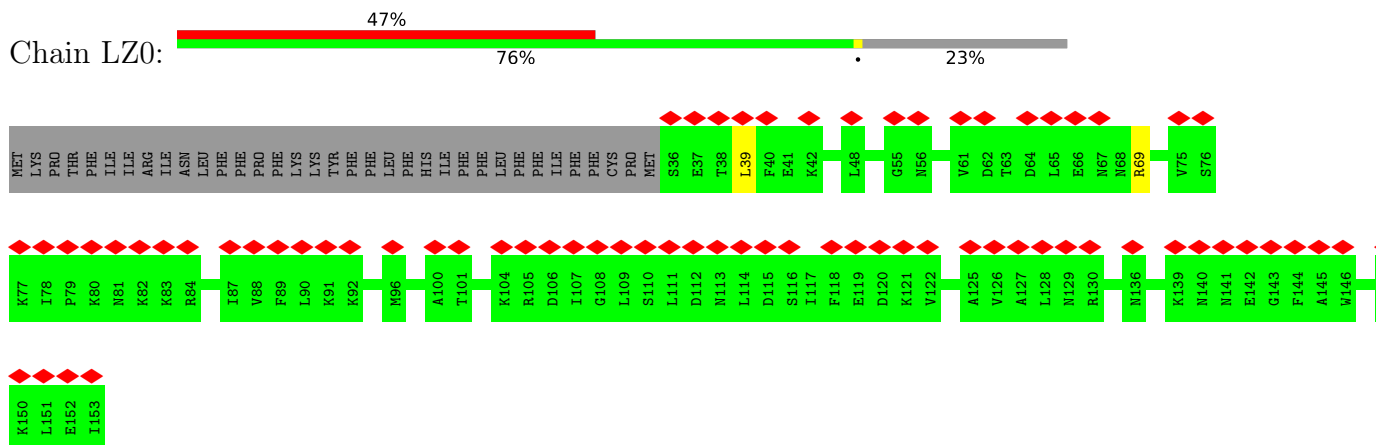 47%
Chain LZ0:
76%
•
23%
MET LYS PRO THR PHE ILE ILE ARG ILE ASN LEU PHE PHE PRO PHE LYS LYS TYR PHE PHE LEU PHE HIS ILE PHE PHE LEU PHE PHE ILE PHE PHE CYS PRO MET S36 E37 T38 L39 F40 E41 K42 L48 G55 N56 V61 D62 T63 D64 L65 E66 N67 N68 R69 V75 S76
K77 I78 P79 K80 N81 K82 K83 R84 I87 V88 F89 L90 K91 K92 M96 A100 T101 K104 R105 D106 I107 G108 L109 S110 L111 D112 N113 L114 D115 S116 I117 F118 E119 D120 K121 V122 A125 V126 A127 L128 N129 R130 N136 K139 N140 N141 E142 G143 F144 A145 W146
K150 L151 E152 I153